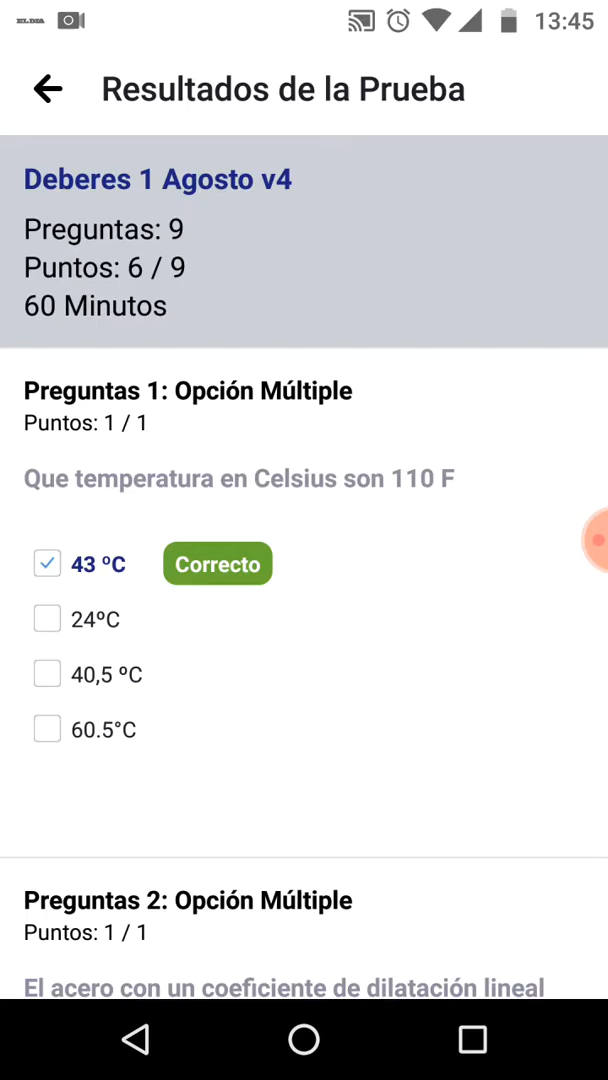 EL DIA
13:45
Resultados de la Prueba
Deberes 1 Agosto v4
Preguntas: 9
Puntos: 6 / 9
60 Minutos
Preguntas 1: Opción Múltiple
Puntos: 1 / 1
Que temperatura en Celsius son 110 F
43 ºC Correcto
24ºC
40,5 ºC
60.5°C
Preguntas 2: Opción Múltiple
Puntos: 1 / 1
El acero con un coeficiente de dilatación lineal